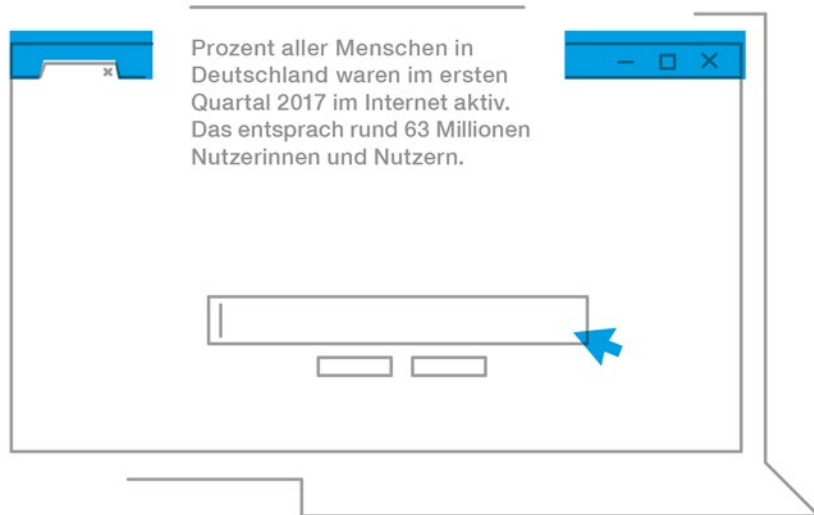 Prozent aller Menschen in
Deutschland waren im ersten
Quartal 2017 im Internet aktiv.
Das entsprach rund 63 Millionen
Nutzerinnen und Nutzern.